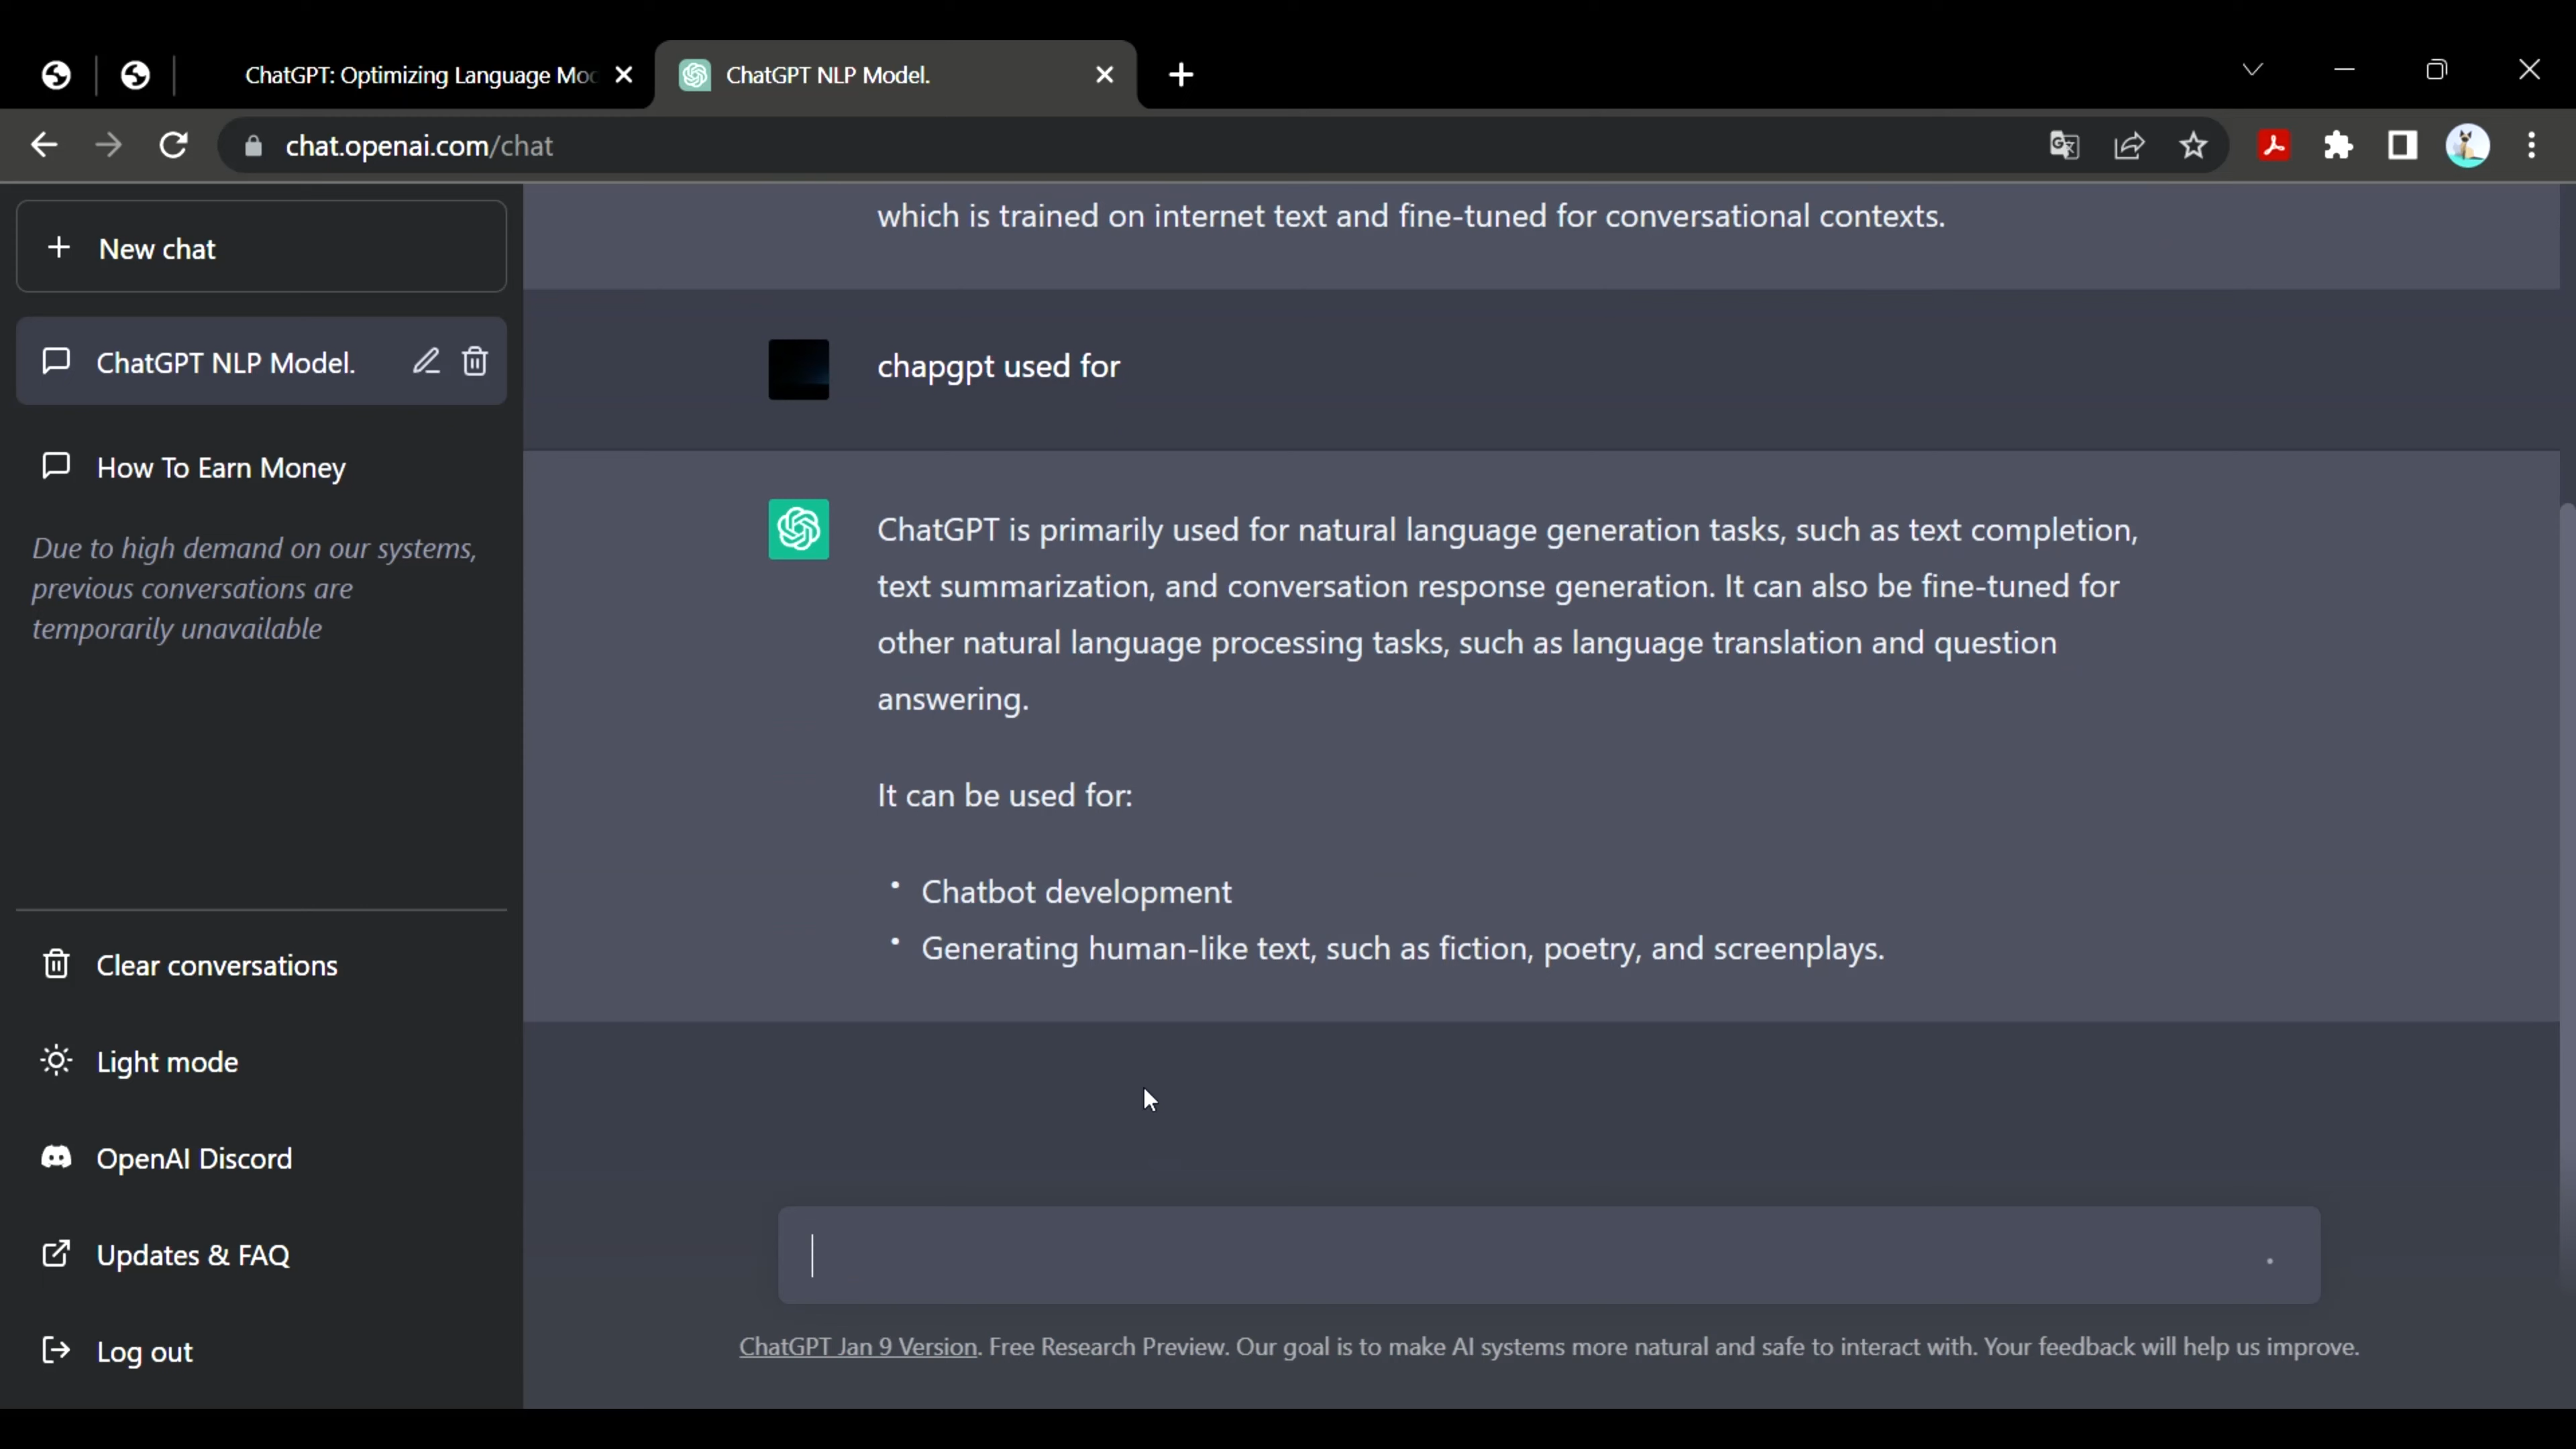 ChatGPT: Optimizing Language Mo
ChatGPT NLP Model.
chat.openai.com/chat
New chat
ChatGPT NLP Model.
How To Earn Money
Due to high demand on our systems,
previous conversations are
temporarily unavailable
Clear conversations
Light mode
OpenAI Discord
Updates & FAQ
Log out
which is trained on internet text and fine-tuned for conversational contexts.
chapgpt used for
ChatGPT is primarily used for natural language generation tasks, such as text completion,
text summarization, and conversation response generation. It can also be fine-tuned for
other natural language processing tasks, such as language translation and question
answering.
It can be used for:
• Chatbot development
• Generating human-like text, such as fiction, poetry, and screenplays.
ChatGPT Jan 9 Version. Free Research Preview. Our goal is to make AI systems more natural and safe to interact with. Your feedback will help us improve.